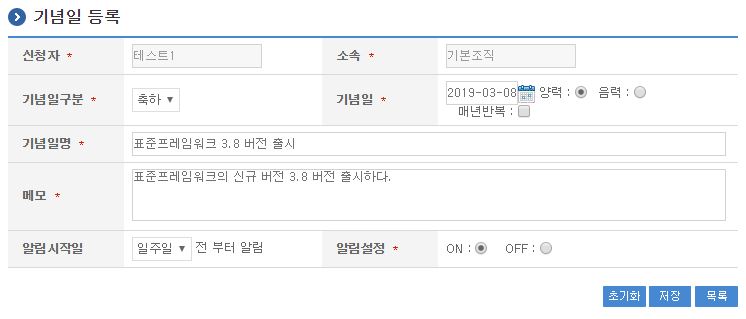 기념일 등록
신청자 * 테스트1 소속 * 기본조직
기념일구분 * 축하 기념일 * 2019-03-08 양력 : 음력 :
매년반복 :
기념일명 * 표준프레임워크 3.8 버전 출시
메모 * 표준프레임워크의 신규 버전 3.8 버전 출시하다.
알림시작일 일주일 전 부터 알림 알림설정 * ON : OFF :
초기화 저장 목록